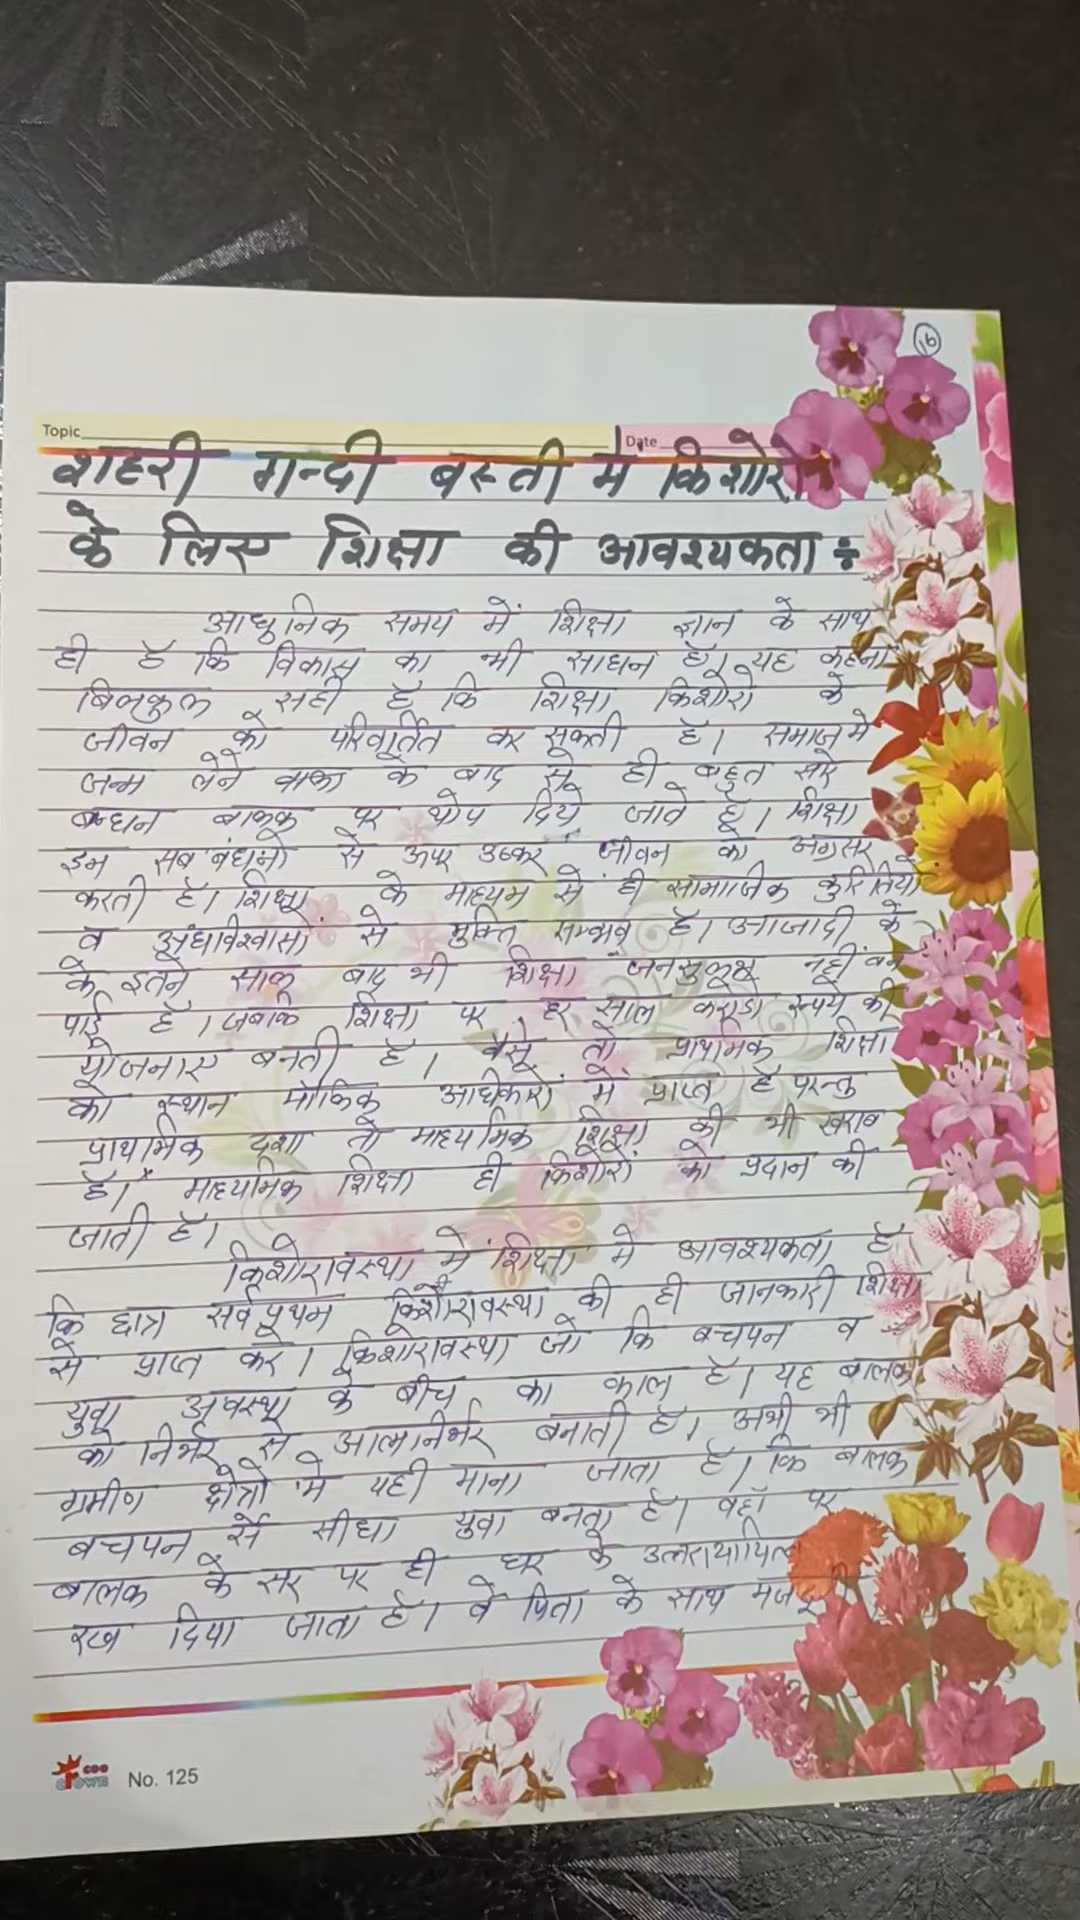 16
Topic
Date
शहरी गन्दी बस्ती में किशोरो
के लिए शिक्षा की आवश्यकता ÷
आधुनिक समय में शिक्षा ज्ञान के साथ
ही है कि विकास का भी साधन है। यह कहना
बिलकुल सही है कि शिक्षा किशोरो के
जीवन को परिवर्तित कर सकती है। समाज मे
जन्म लेने वाला के बाद से ही बहुत सारे
बन्धन बालक पर थोप दिये जाते है। शिक्षा
इन सब बंधनो से ऊपर उठकर जीवन को अग्रसर
करती है। शिक्षा के माध्यम से ही सामाजिक कुरितियो
व अंधविश्वासो से मुक्ति सम्भव है। आजादी के
के इतने साल बाद भी शिक्षा जनसुलभ नही बन
पाई है। जबकि शिक्षा पर हर साल करोडो रूपये की
योजनाए बनती है। वैसे तो प्राथमिक शिक्षा
को स्थान मौलिक अधिकारो में प्राप्त है परन्तु
प्राथमिक दशा तो माध्यमिक शिक्षा की भी खराब
है। माध्यमिक शिक्षा ही किशोरो को प्रदान की
जाती है।
किशोरावस्था में शिक्षा मे आवश्यकता है
कि छात्र सर्वप्रथम किशोरावस्था की ही जानकारी शिक्षा
से प्राप्त करे। किशोरावस्था जो कि बचपन व
युवा अवस्था के बीच का काल है। यह बालक
को निर्भर से आत्मनिर्भर बनाती है। अभी भी
ग्रमीण क्षेत्रो मे यही माना जाता है। कि बालक
बचपन से सीधा युवा बनता है। वहाँ पर
बालक के सर पर ही घर के
रख दिया जाता है। वे पिता के साथ
COO
Crown
No. 125